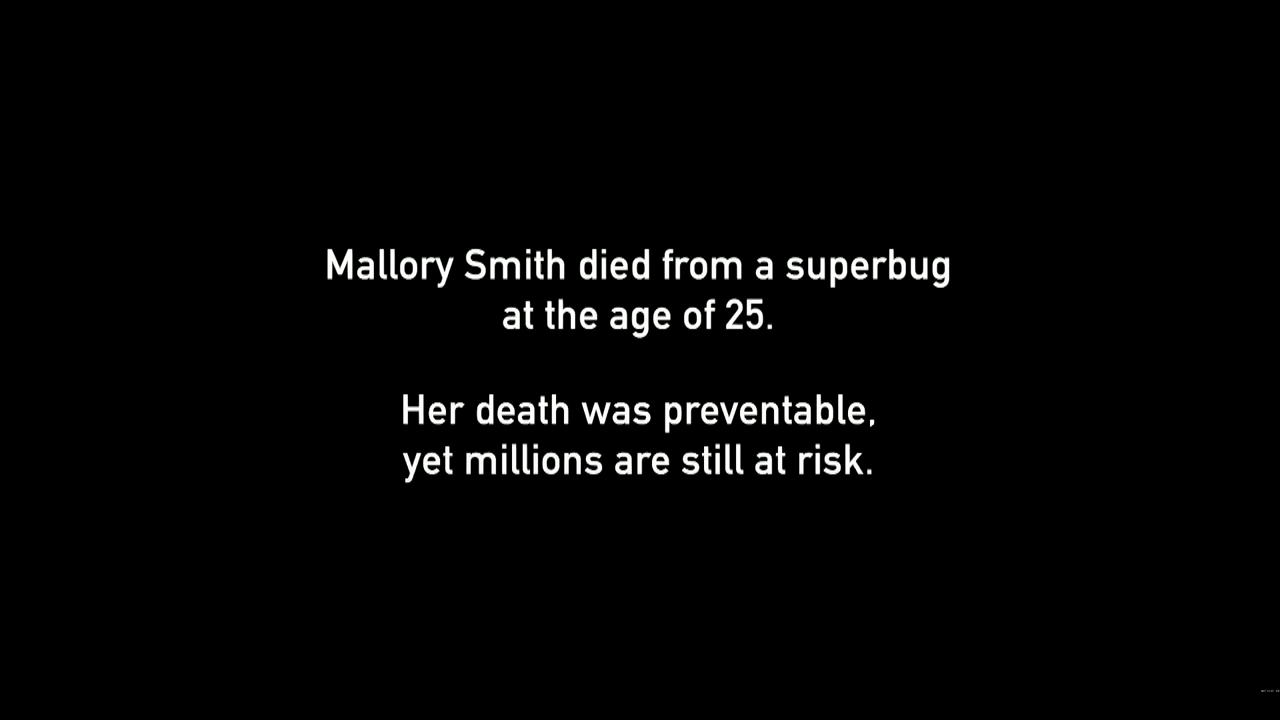 Mallory Smith died from a superbug
at the age of 25.
Her death was preventable,
yet millions are still at risk.